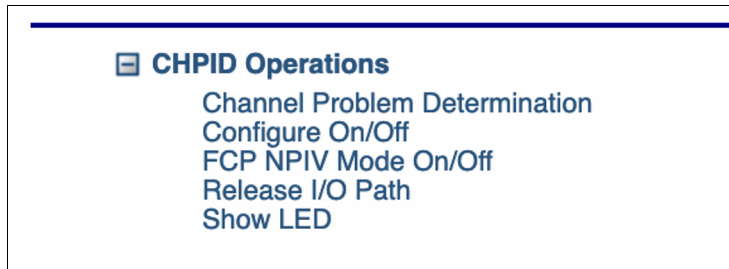 CHPID Operations
Channel Problem Determination
Configure On/Off
FCP NPIV Mode On/Off
Release I/O Path
Show LED